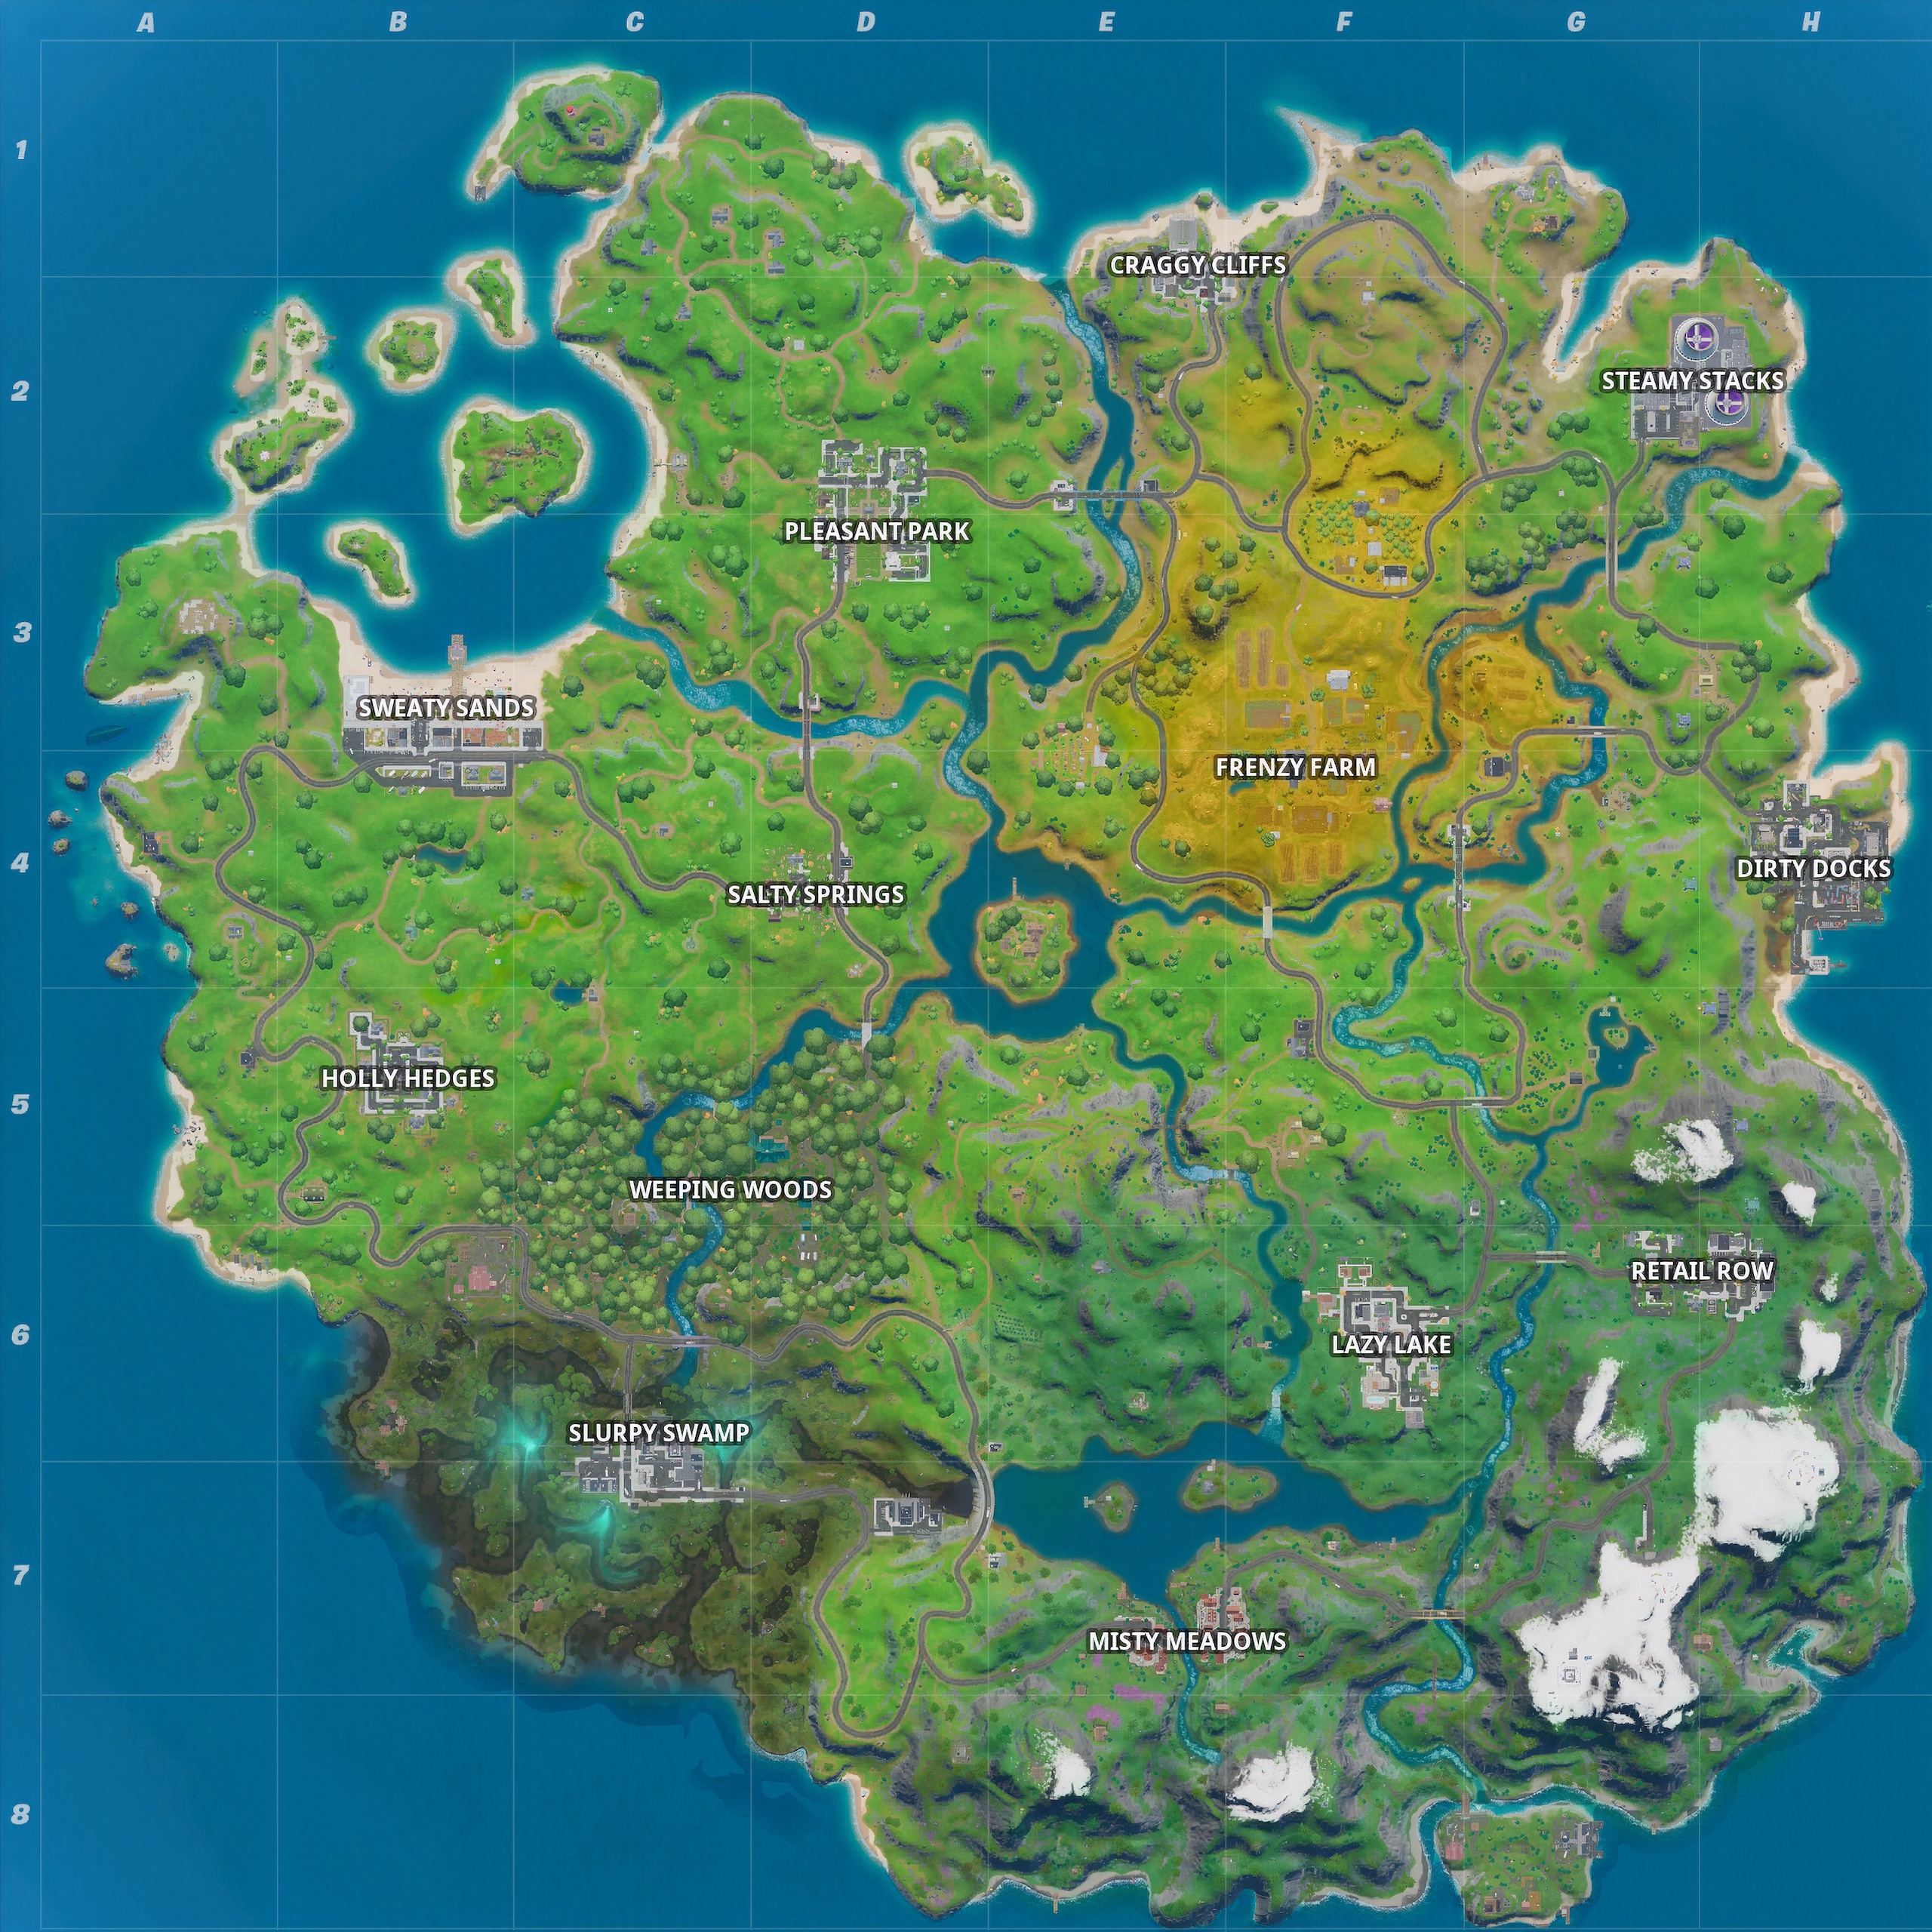 A B C D E F G H
1
CRAGGY CLIFFS
2
STEAMY STACKS
PLEASANT PARK
3
SWEATY SANDS
FRENZY FARM
4
DIRTY DOCKS
SALTY SPRINGS
HOLLY HEDGES
5
WEEPING WOODS
RETAIL ROW
6
LAZY LAKE
SLURPY SWAMP
7
MISTY MEADOWS
8